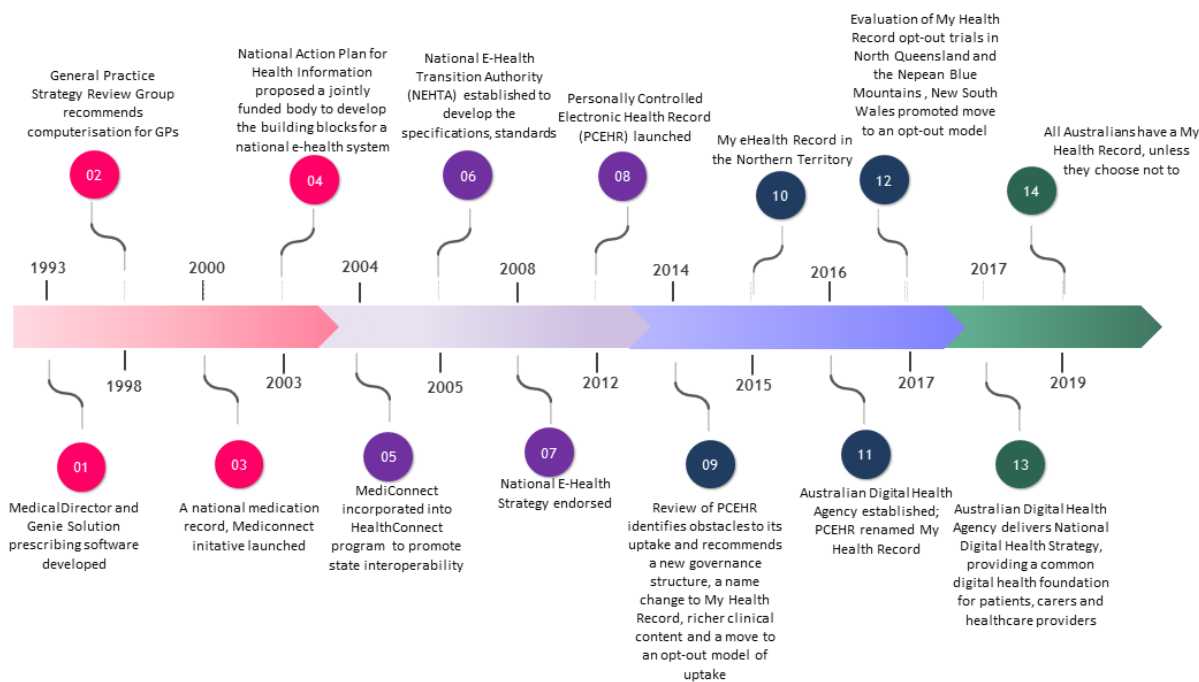 General Practice
Strategy Review Group
recommends
computerisation for GPs
02
National Action Plan for
Health Information
proposed a jointly
funded body to develop
the building blocks for a
national e-health system
04
National E-Health
Transition Authority
(NEHTA) established to
develop the
specifications, standards
06
Personally Controlled
Electronic Health Record
(PCEHR) launched
08
My eHealth Record in
the Northern Territory
10
Evaluation of My Health
Record opt-out trials in
North Queensland and
the Nepean Blue
Mountains , New South
Wales promoted move
to an opt-out model
12
All Australians have a My
Health Record, unless
they choose not to
14
1993
2000
2004
2008
2014
2016
2017
1998
2003
2005
2012
2015
2017
2019
01
MedicalDirector and
Genie Solution
prescribing software
developed
03
A national medication
record, Mediconnect
initative launched
05
MediConnect
incorporated into
HealthConnect
program to promote
state interoperability
07
National E-Health
Strategy endorsed
09
Review of PCEHR
identifies obstacles to its
uptake and recommends
a new governance
structure, a name
change to My Health
Record, richer clinical
content and a move to
an opt-out model of
uptake
11
Australian Digital Health
Agency established;
PCEHR renamed My
Health Record
13
Australian Digital Health
Agency delivers National
Digital Health Strategy,
providing a common
digital health foundation
for patients, carers and
healthcare providers